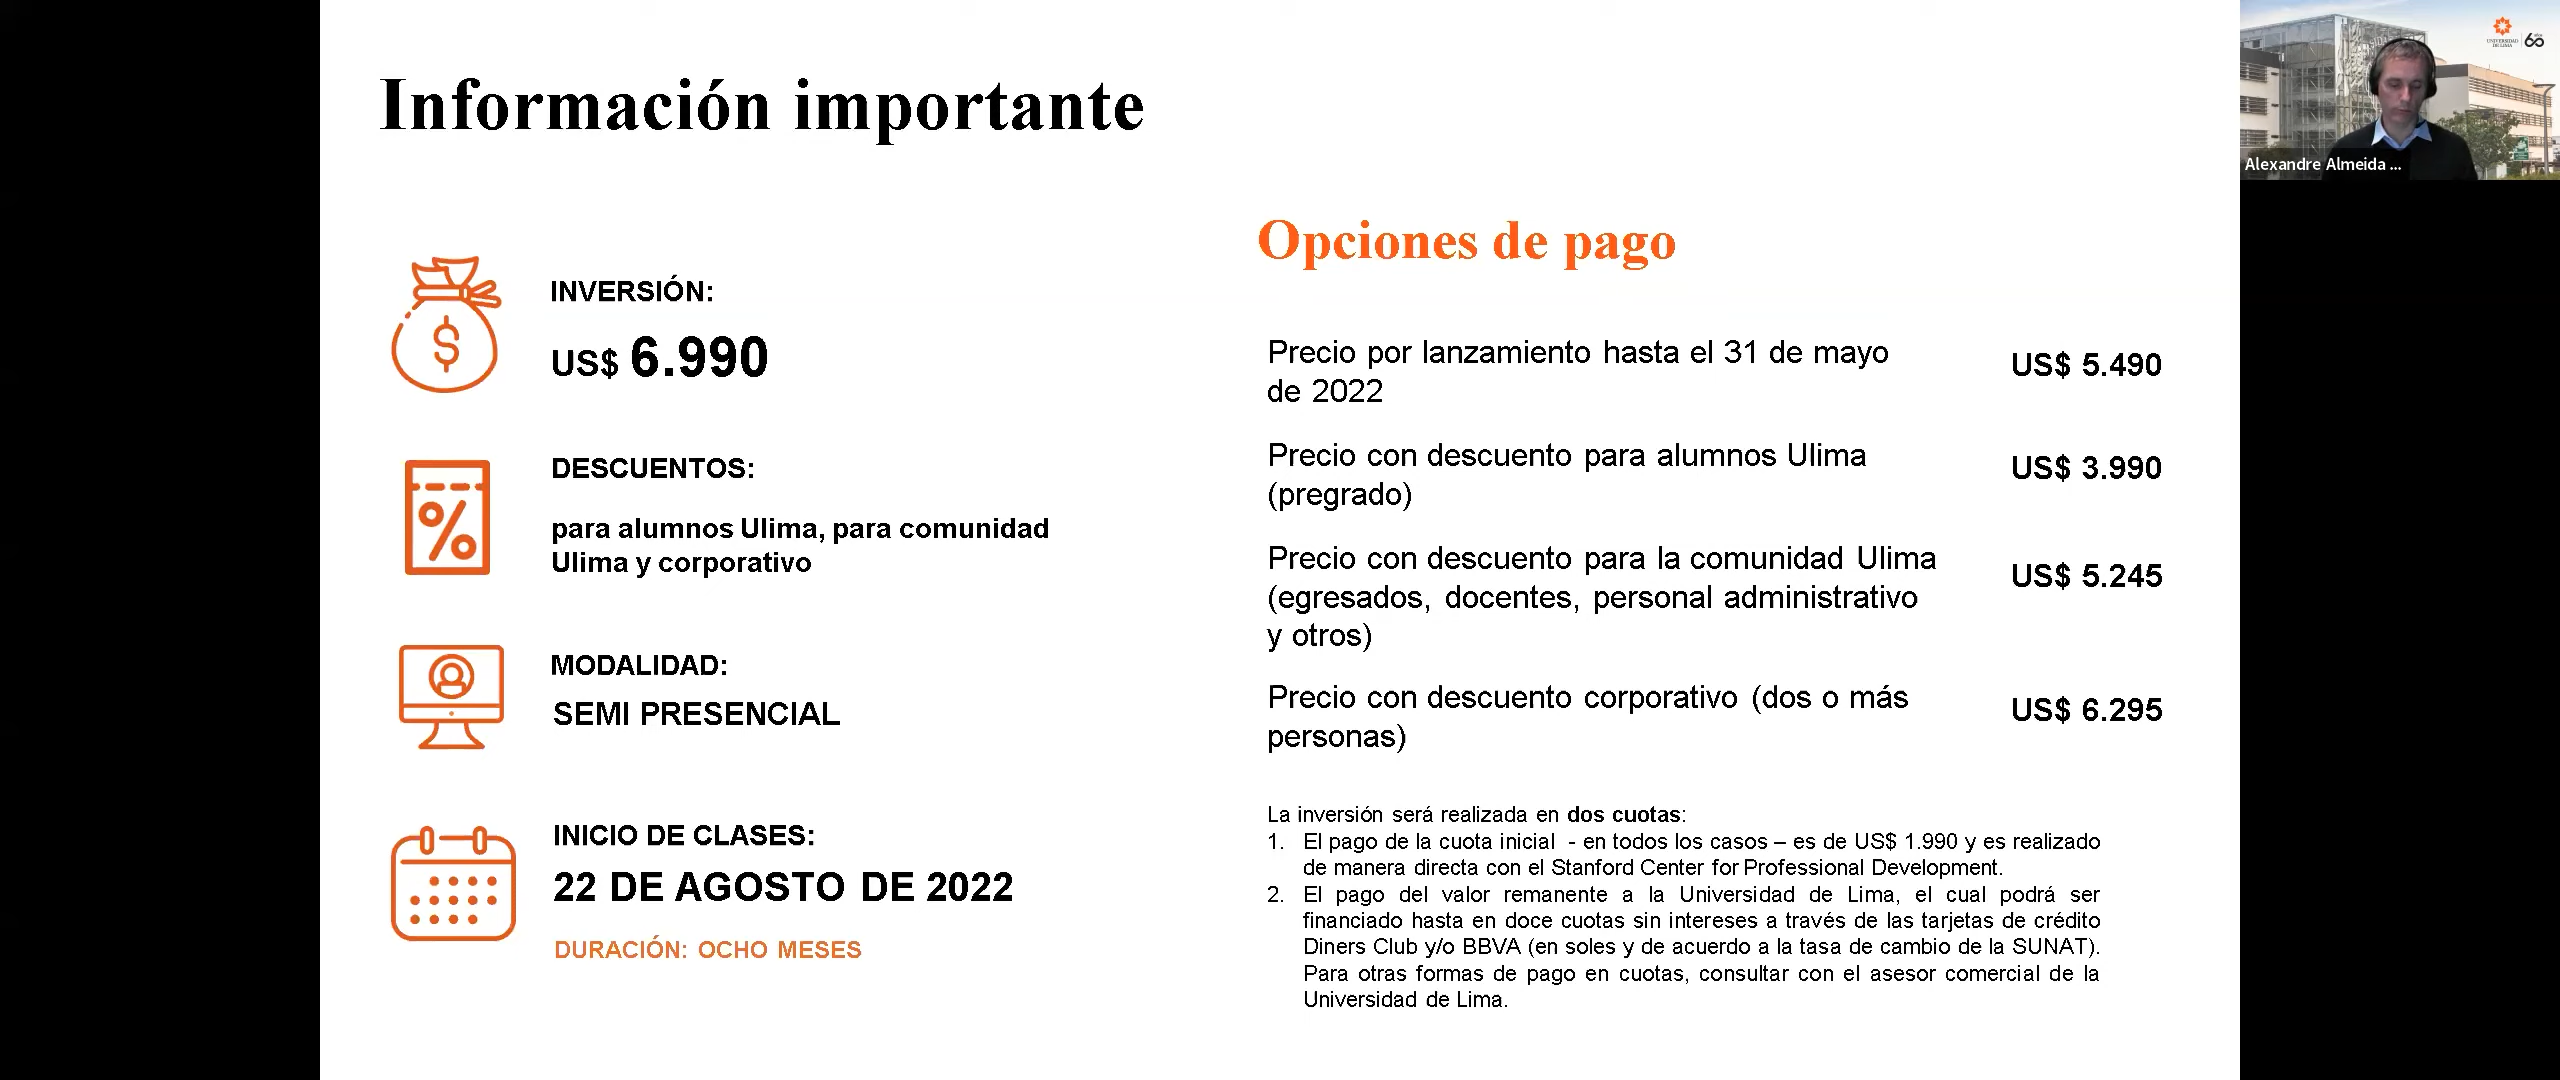 Información importante
INVERSIÓN:
US$ 6.990
DESCUENTOS:
para alumnos Ulima, para comunidad
Ulima y corporativo
MODALIDAD:
SEMI PRESENCIAL
INICIO DE CLASES:
22 DE AGOSTO DE 2022
DURACIÓN: OCHO MESES
Opciones de pago
Precio por lanzamiento hasta el 31 de mayo
de 2022
US$ 5.490
Precio con descuento para alumnos Ulima
(pregrado)
US$ 3.990
Precio con descuento para la comunidad Ulima
(egresados, docentes, personal administrativo
y otros)
US$ 5.245
Precio con descuento corporativo (dos o más
personas)
US$ 6.295
La inversión será realizada en dos cuotas:
1. El pago de la cuota inicial - en todos los casos – es de US$ 1.990 y es realizado
de manera directa con el Stanford Center for Professional Development.
2. El pago del valor remanente a la Universidad de Lima, el cual podrá ser
financiado hasta en doce cuotas sin intereses a través de las tarjetas de crédito
Diners Club y/o BBVA (en soles y de acuerdo a la tasa de cambio de la SUNAT).
Para otras formas de pago en cuotas, consultar con el asesor comercial de la
Universidad de Lima.
UNIVERSIDAD
DE LIMA
60
Alexandre Almeida ...